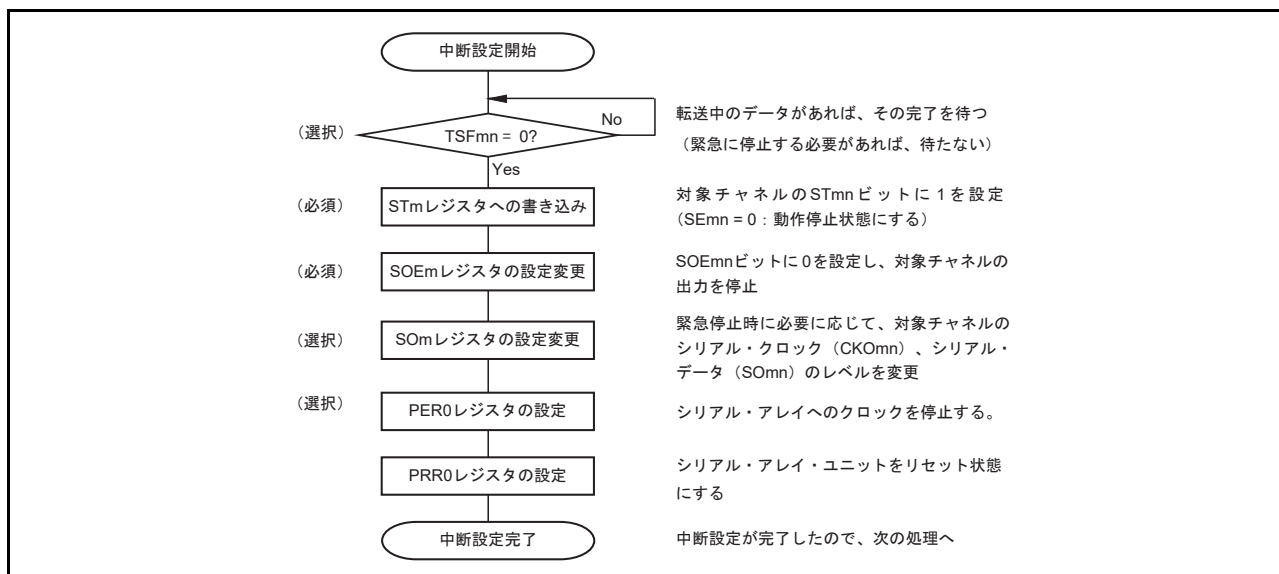 中断設定開始
No
転送中のデータがあれば、その完了を待つ
（選択）
TSFmn = 0?
（緊急に停止する必要があれば、待たない）
Yes
（必須）
STmレジスタへの書き込み
対象チャネルのSTmnビットに 1 を設定
（SEmn = 0 : 動作停止状態にする）
（必須）
SOEmレジスタの設定変更
SOEmnビットに 0 を設定し、対象チャネルの
出力を停止
（選択）
SOmレジスタの設定変更
緊急停止時に必要に応じて、対象チャネルの
シリアル・クロック（CKOmn）、シリアル・
データ（SOmn）のレベルを変更
（選択）
PER0レジスタの設定
シリアル・アレイへのクロックを停止する。
PRR0レジスタの設定
シリアル・アレイ・ユニットをリセット状態
にする
中断設定完了
中断設定が完了したので、次の処理へ